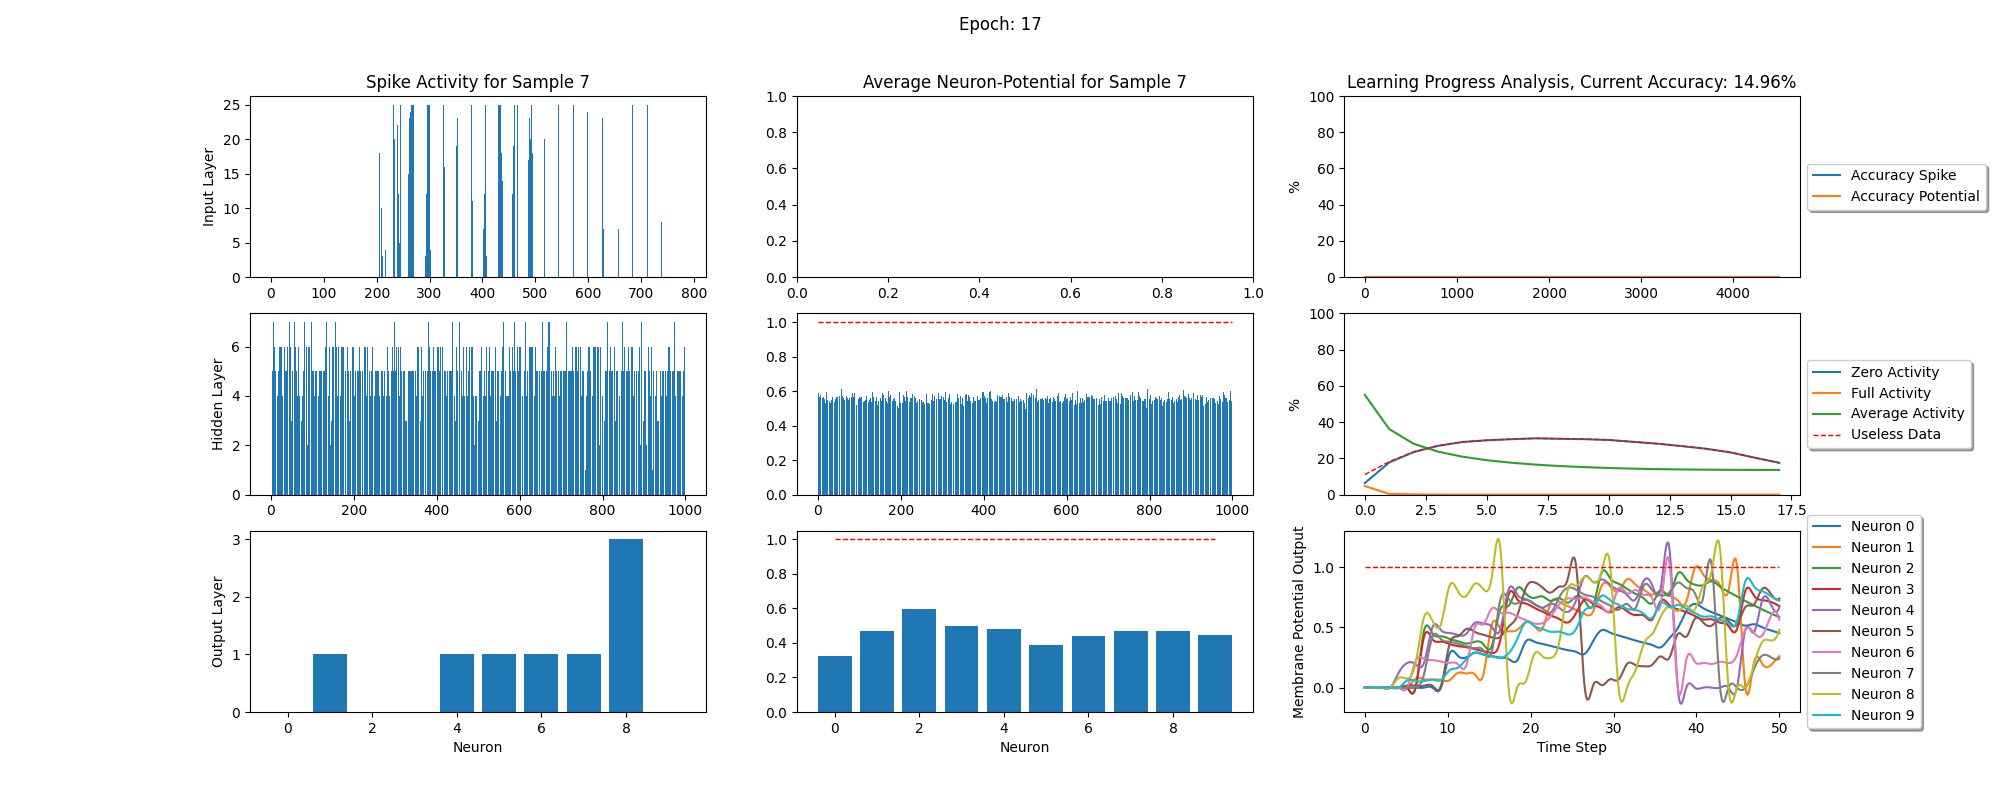 Epoch: 17
Spike Activity for Sample 7
Input Layer
25
20
15
10
5
0
0 100 200 300 400 500 600 700 800
Average Neuron-Potential for Sample 7
1.0
0.8
0.6
0.4
0.2
0.0
0.0 0.2 0.4 0.6 0.8 1.0
Learning Progress Analysis, Current Accuracy: 14.96%
%
100
80
60
40
20
0
0 1000 2000 3000 4000
Accuracy Spike
Accuracy Potential
Hidden Layer
6
4
2
0
0 200 400 600 800 1000
1.0
0.8
0.6
0.4
0.2
0.0
0 200 400 600 800 1000
%
100
80
60
40
20
0
0.0 2.5 5.0 7.5 10.0 12.5 15.0 17.5
Zero Activity
Full Activity
Average Activity
Useless Data
Output Layer
3
2
1
0
0 2 4 6 8
Neuron
1.0
0.8
0.6
0.4
0.2
0.0
0 2 4 6 8
Neuron
Membrane Potential Output
1.0
0.5
0.0
0 10 20 30 40 50
Time Step
Neuron 0
Neuron 1
Neuron 2
Neuron 3
Neuron 4
Neuron 5
Neuron 6
Neuron 7
Neuron 8
Neuron 9